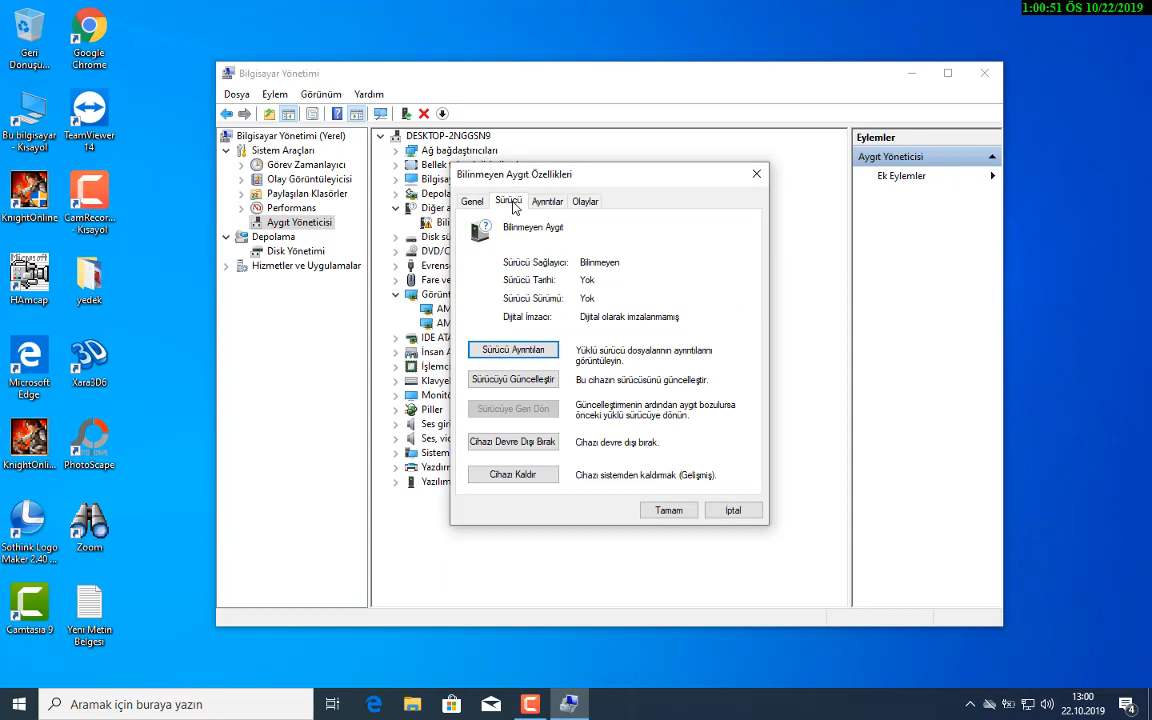 1:00:51 ÖS 10/22/2019
Geri
Dönüşü...
Google
Chrome
Bu bilgisayar
- Kısayol
TeamViewer
14
KnightOnline
CamRecor...
- Kısayol
HAmcap
yedek
Microsoft
Edge
Xara3D6
KnightOnli...
PhotoScape
Sothink Logo
Maker 2.40 ...
Zoom
Camtasia 9
Yeni Metin
Belgesi
Bilgisayar Yönetimi
Dosya Eylem Görünüm Yardım
Bilgisayar Yönetimi (Yerel)
Sistem Araçları
Görev Zamanlayıcı
Olay Görüntüleyicisi
Paylaşılan Klasörler
Performans
Aygıt Yöneticisi
Depolama
Disk Yönetimi
Hizmetler ve Uygulamalar
DESKTOP-2NGGSN9
Ağ bağdaştırıcıları
Bellek
Bilgisa
Depola
Diğer a
Bili
Disk sü
DVD/C
Evrens
Fare ve
Görünt
AM
AM
IDE ATA
İnsan A
İşlemc
Klavye
Monitö
Piller
Ses giri
Ses, vid
Sistem
Yazdır
Yazılım
Bilinmeyen Aygıt Özellikleri
Genel Sürücü Ayrıntılar Olaylar
Bilinmeyen Aygıt
Sürücü Sağlayıcı: Bilinmeyen
Sürücü Tarihi: Yok
Sürücü Sürümü: Yok
Dijital İmzacı: Dijital olarak imzalanmamış
Sürücü Ayrıntıları
Yüklü sürücü dosyalarının ayrıntılarını
görüntüleyin.
Sürücüyü Güncelleştir
Bu cihazın sürücüsünü güncelleştir.
Sürücüye Geri Dön
Güncelleştirmenin ardından aygıt bozulursa
önceki yüklü sürücüye dönün.
Cihazı Devre Dışı Bırak
Cihazı devre dışı bırak.
Cihazı Kaldır
Cihazı sistemden kaldırmak (Gelişmiş).
Tamam İptal
Eylemler
Aygıt Yöneticisi
Ek Eylemler
Aramak için buraya yazın
13:00
22.10.2019
4